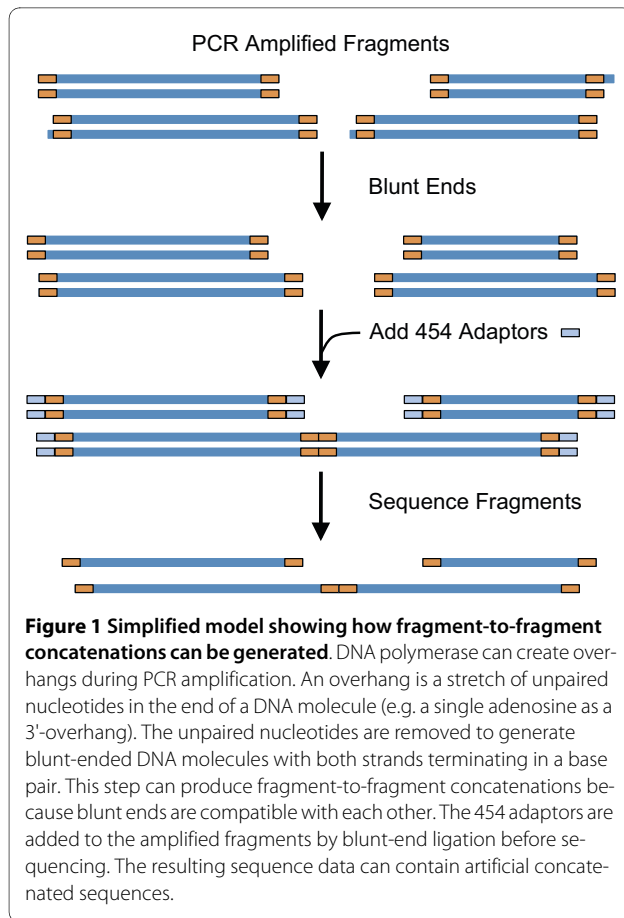 PCR Amplified Fragments
Blunt Ends
Add 454 Adaptors
Sequence Fragments
Figure 1 Simplified model showing how fragment-to-fragment
concatenations can be generated. DNA polymerase can create over-
hangs during PCR amplification. An overhang is a stretch of unpaired
nucleotides in the end of a DNA molecule (e.g. a single adenosine as a
3'-overhang). The unpaired nucleotides are removed to generate
blunt-ended DNA molecules with both strands terminating in a base
pair. This step can produce fragment-to-fragment concatenations be-
cause blunt ends are compatible with each other. The 454 adaptors are
added to the amplified fragments by blunt-end ligation before se-
quencing. The resulting sequence data can contain artificial concate-
nated sequences.